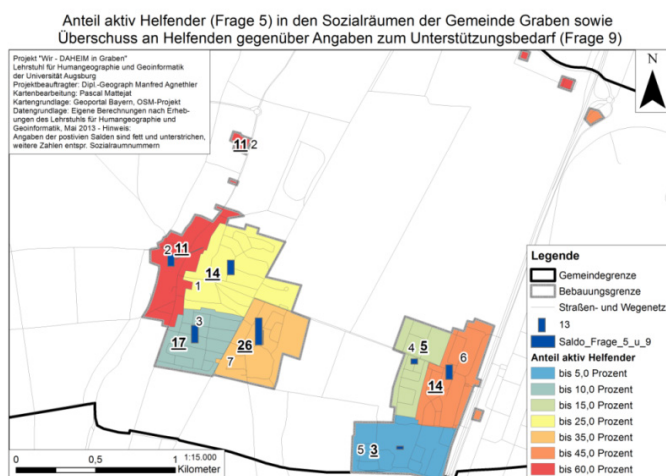 Anteil aktiv Helfender (Frage 5) in den Sozialräumen der Gemeinde Graben sowie
Überschuss an Helfenden gegenüber Angaben zum Unterstützungsbedarf (Frage 9)
Projekt "Wir - DAHEIM in Graben"
Lehrstuhl für Humangeographie und Geoinformatik
der Universität Augsburg
Projektbeauftragter: Dipl.-Geograph Manfred Agnethler
Kartenbearbeitung: Pascal Mattejat
Kartengrundlage: Geoportal Bayern, OSM-Projekt
Datengrundlage: Eigene Berechnungen nach Erheb-
ungen des Lehrstuhls für Humangeographie und
Geoinformatik, Mai 2013 - Hinweis:
Angaben der postivien Salden sind fett und unterstrichen,
weitere Zahlen entspr. Sozialraumnummern
N
11 2
2 11
14
1
3
17
26
7
4 5
6
14
5 3
Legende
Gemeindegrenze
Bebauungsgrenze
Straßen- und Wegenetz
13
Saldo_Frage_5_u_9
Anteil aktiv Helfender
bis 5,0 Prozent
bis 10,0 Prozent
bis 15,0 Prozent
bis 25,0 Prozent
bis 35,0 Prozent
bis 45,0 Prozent
bis 60,0 Prozent
1:15.000
0 0,5 1
Kilometer